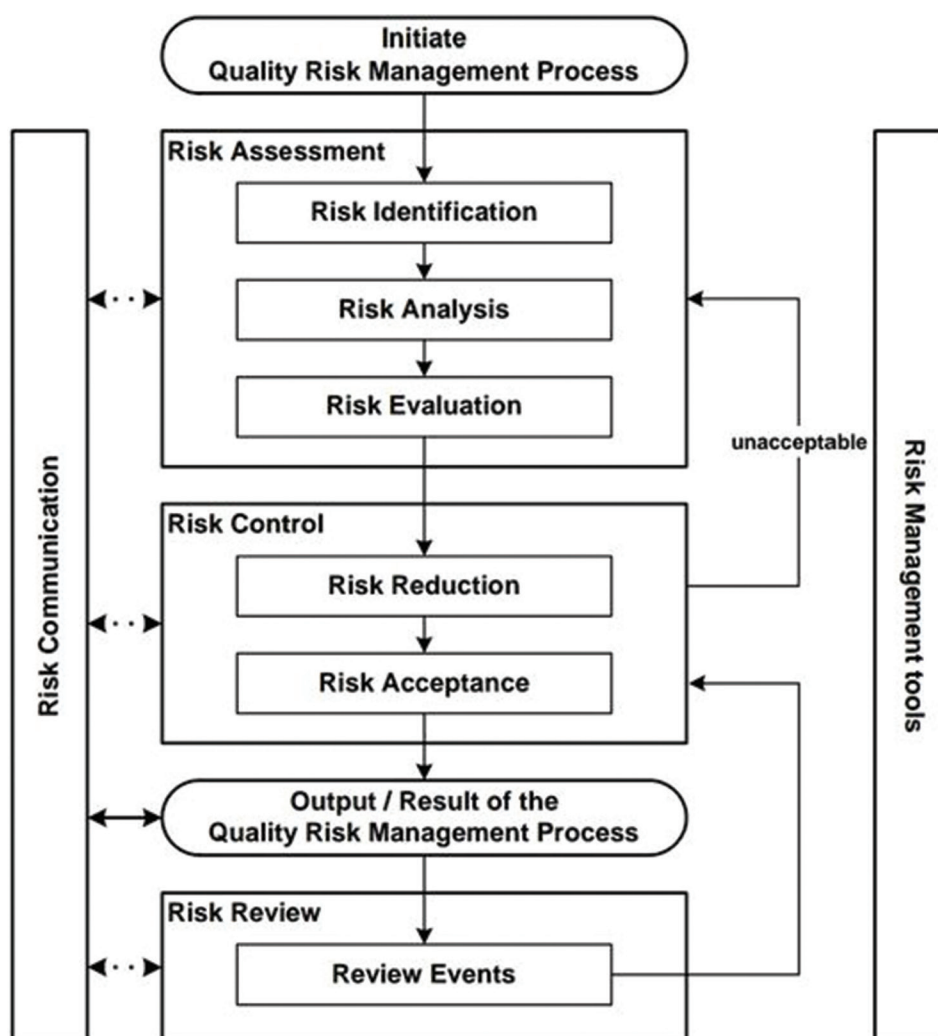 Initiate
Quality Risk Management Process
Risk Assessment
Risk Identification
Risk Analysis
Risk Evaluation
unacceptable
Risk Control
Risk Reduction
Risk Acceptance
Output / Result of the
Quality Risk Management Process
Risk Review
Review Events
Risk Communication
Risk Management tools